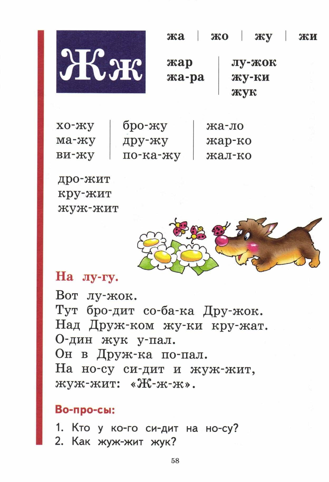 Жж
жа | жо | жу | жи
жар лу-жок
жа-ра жу-ки
жук
хо-жу бро-жу жа-ло
ма-жу дру-жу жар-ко
ви-жу по-ка-жу жал-ко
дро-жит
кру-жит
жуж-жит
На лу-гу.
Вот лу-жок.
Тут бро-дит со-ба-ка Дру-жок.
Над Друж-ком жу-ки кру-жат.
О-дин жук у-пал.
Он в Друж-ка по-пал.
На но-су си-дит и жуж-жит,
жуж-жит: «Ж-ж-ж».
Во-про-сы:
1. Кто у ко-го си-дит на но-су?
2. Как жуж-жит жук?
58